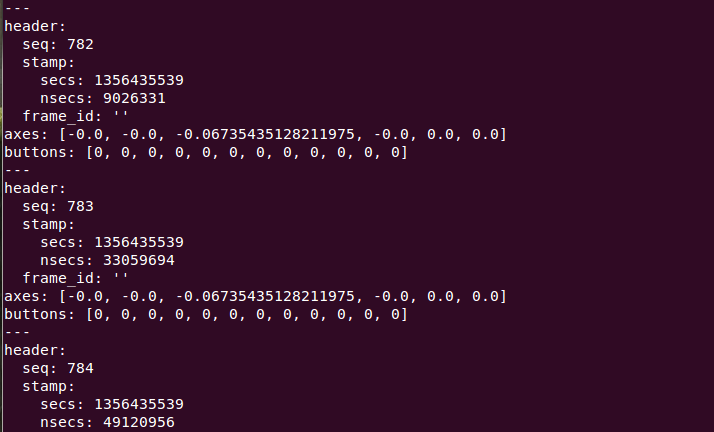 ---
header:
  seq: 782
  stamp:
    secs: 1356435539
    nsecs: 9026331
  frame_id: ''
axes: [-0.0, -0.0, -0.06735435128211975, -0.0, 0.0, 0.0]
buttons: [0, 0, 0, 0, 0, 0, 0, 0, 0, 0, 0, 0]
---
header:
  seq: 783
  stamp:
    secs: 1356435539
    nsecs: 33059694
  frame_id: ''
axes: [-0.0, -0.0, -0.06735435128211975, -0.0, 0.0, 0.0]
buttons: [0, 0, 0, 0, 0, 0, 0, 0, 0, 0, 0, 0]
---
header:
  seq: 784
  stamp:
    secs: 1356435539
    nsecs: 49120956